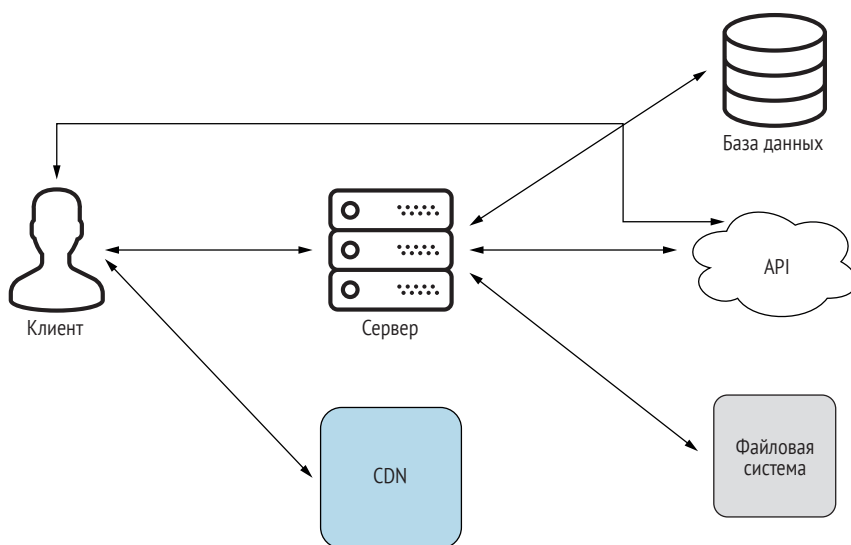 База данных
API
Клиент
Сервер
CDN
Файловая
система